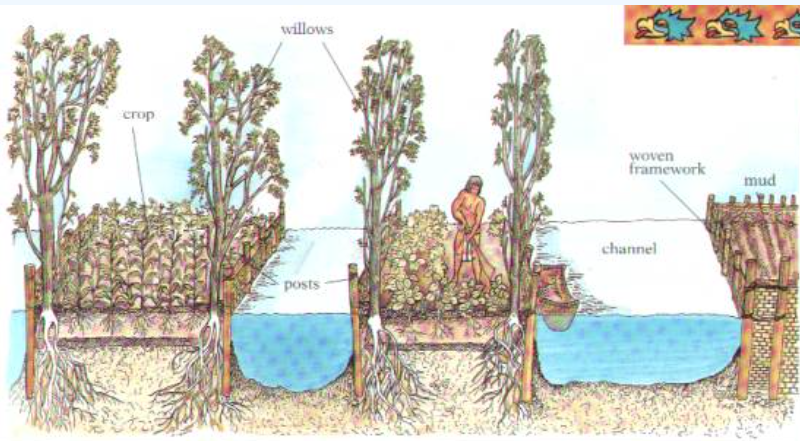 willows
crop
woven
framework
mud
channel
posts